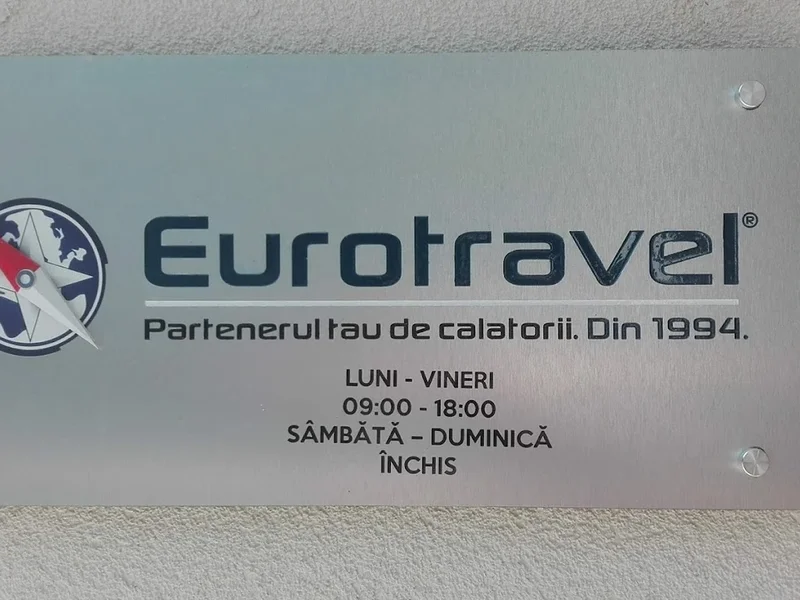 Eurotravel®
Partenerul tau de calatorii. Din 1994.
LUNI - VINERI
09:00 - 18:00
SÂMBĂTĂ – DUMINICĂ
ÎNCHIS